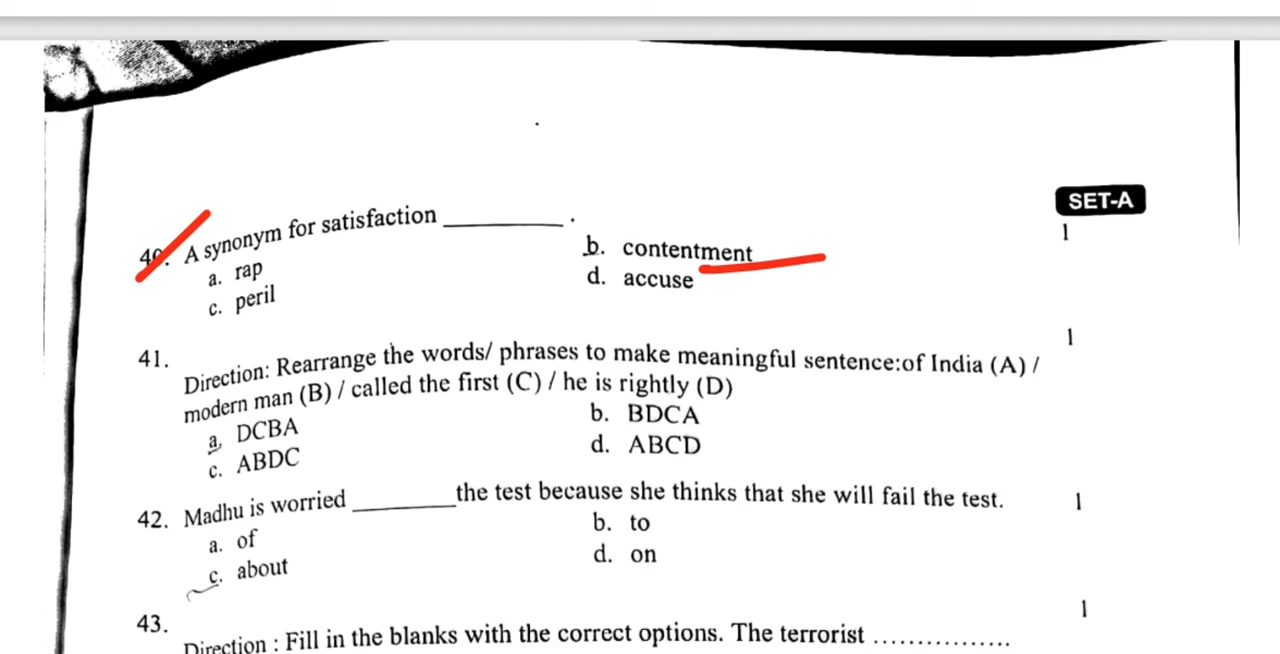 SET-A
40. A synonym for satisfaction ____________ . 1
a. rap b. contentment
c. peril d. accuse
41. 1
Direction: Rearrange the words/ phrases to make meaningful sentence:of India (A) /
modern man (B) / called the first (C) / he is rightly (D)
a. DCBA b. BDCA
c. ABDC d. ABCD
42. Madhu is worried __________the test because she thinks that she will fail the test. 1
a. of b. to
c. about d. on
43. 1
Direction : Fill in the blanks with the correct options. The terrorist ................